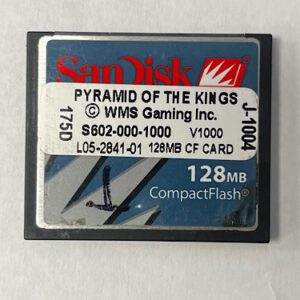 SanDisk
PYRAMID OF THE KINGS
© WMS Gaming Inc.
S602-000-1000 V1000
L05-2841-01 128MB CF CARD
175D
J-1004
128MB
CompactFlash®